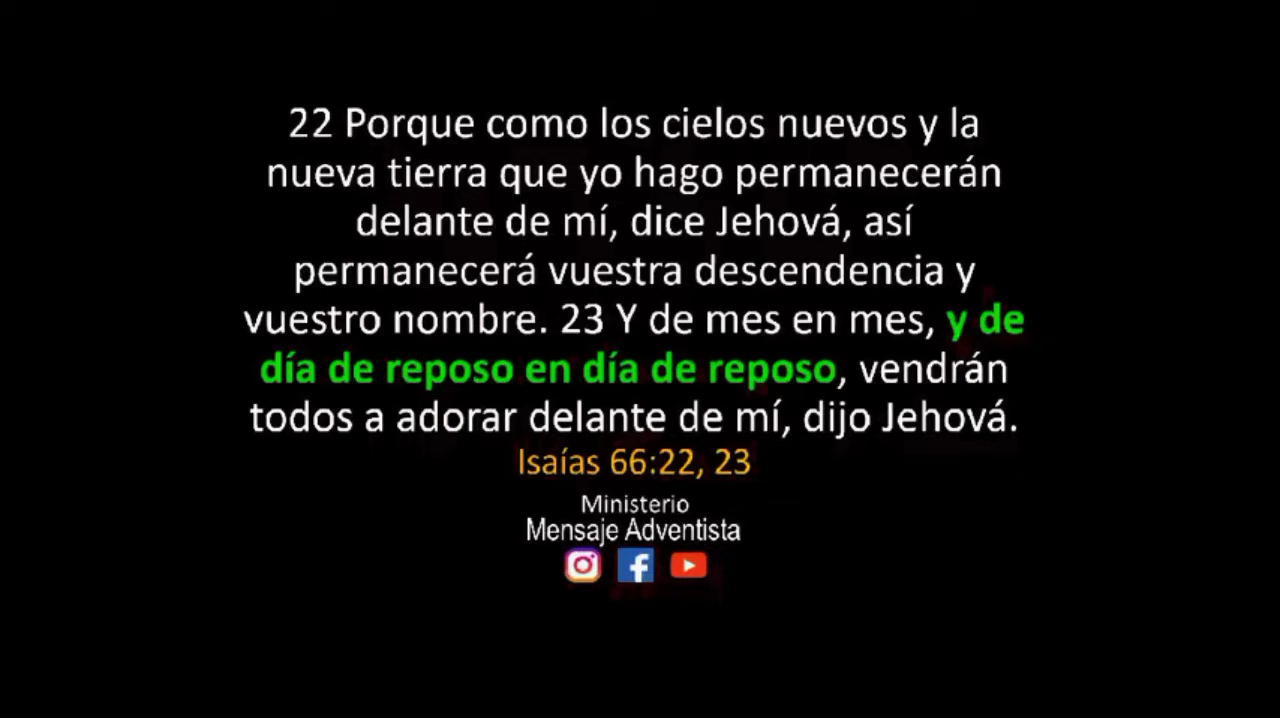 22 Porque como los cielos nuevos y la
nueva tierra que yo hago permanecerán
delante de mí, dice Jehová, así
permanecerá vuestra descendencia y
vuestro nombre. 23 Y de mes en mes, y de
día de reposo en día de reposo, vendrán
todos a adorar delante de mí, dijo Jehová.
Isaías 66:22, 23
Ministerio
Mensaje Adventista